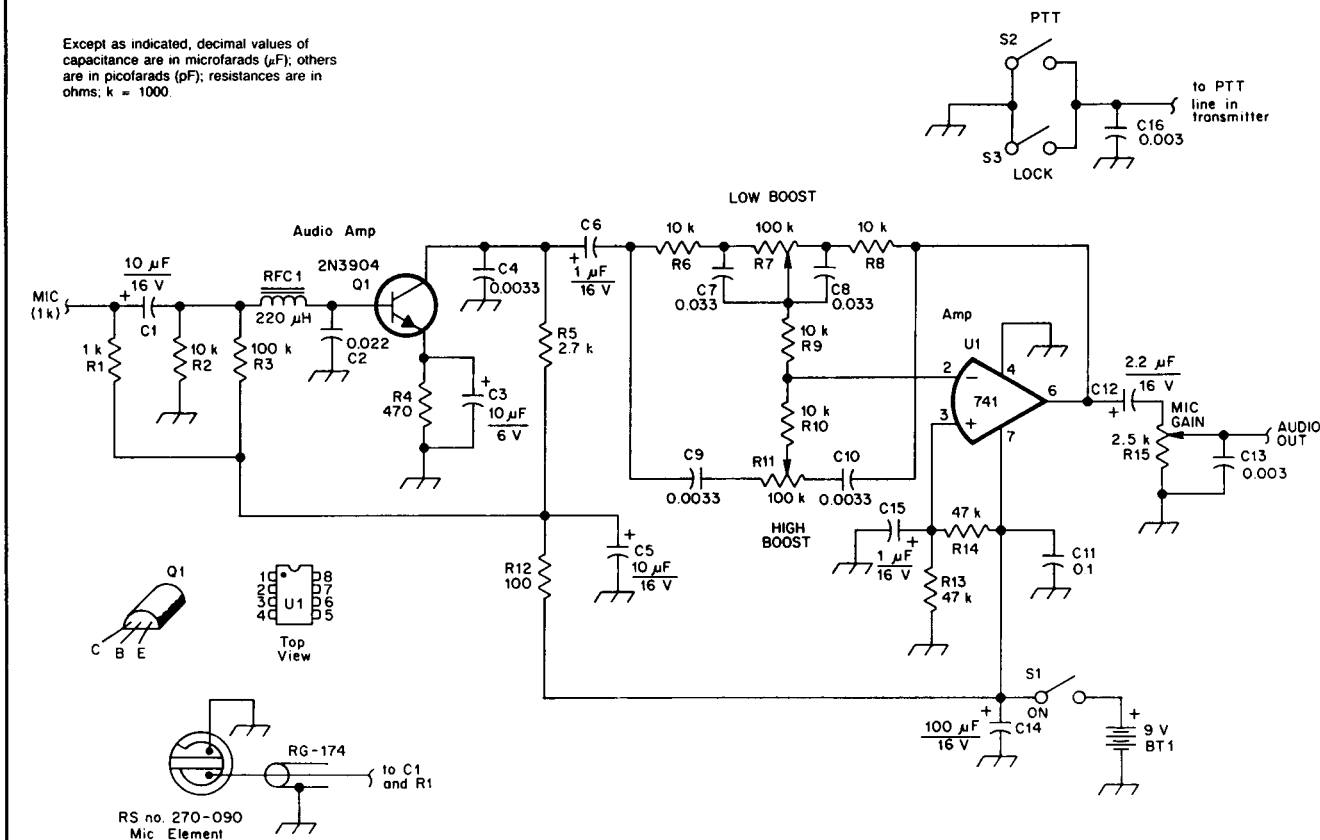 Except as indicated, decimal values of
capacitance are in microfarads (µF); others
are in picofarads (pF); resistances are in
ohms; k = 1000.
PTT
S2
S3
LOCK
to PTT
line in
transmitter
C16
0.003
LOW BOOST
10 k
R6
100 k
R7
10 k
R8
C7
0.033
C8
0.033
C6
1 µF
16 V
Audio Amp
2N3904
Q1
C4
0.0033
10 µF
16 V
C1
RFC1
220 µH
MIC
(1k)
1 k
R1
10 k
R2
100 k
R3
0.022
C2
R4
470
C3
10 µF
6 V
R5
2.7 k
10 k
R9
10 k
R10
C9
0.0033
R11
100 k
C10
0.0033
HIGH
BOOST
Amp
U1
741
2
3
4
6
7
C12
2.2 µF
16 V
MIC
GAIN
2.5 k
R15
AUDIO
OUT
C13
0.003
C15
1 µF
16 V
47 k
R14
R13
47 k
C11
0.1
R12
100
C5
10 µF
16 V
Q1
C B E
1 8
2 7
3 6
4 5
U1
Top
View
S1
ON
100 µF
16 V
C14
9 V
BT1
RG-174
to C1
and R1
RS no. 270-090
Mic Element